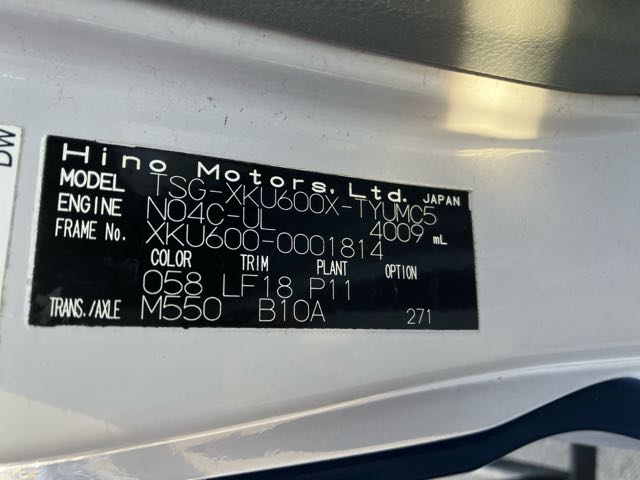 DW
Hino Motors, Ltd. JAPAN
MODEL TSG-XKU600X-TYUMC5
ENGINE N04C-UL 4009 mL
FRAME No. XKU600-0001814
COLOR TRIM PLANT OPTION
058 LF18 P11
TRANS./AXLE M550 B10A 271